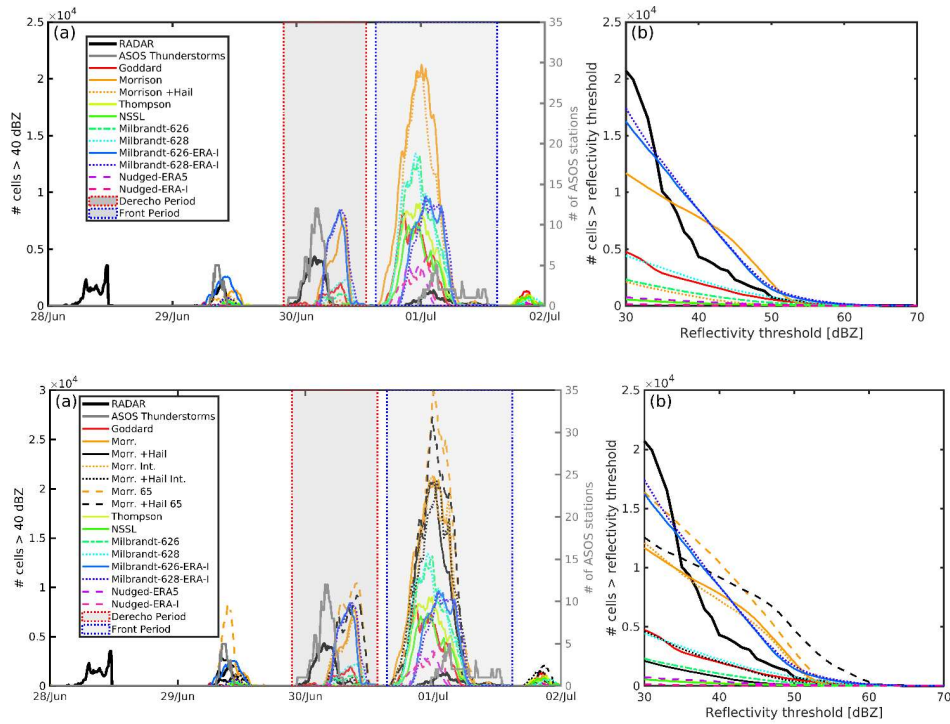 ×10⁴
(a)
RADAR
ASOS Thunderstorms
Goddard
Morrison
Morrison +Hail
Thompson
NSSL
Milbrandt-626
Milbrandt-628
Milbrandt-626-ERA-I
Milbrandt-628-ERA-I
Nudged-ERA5
Nudged-ERA-I
Derecho Period
Front Period
# cells > 40 dBZ
2.5
2
1.5
1
0.5
0
28/Jun
29/Jun
30/Jun
01/Jul
02/Jul
35
30
25
20
15
10
5
0
# of ASOS stations
×10⁴
(b)
# cells > reflectivity threshold
2.5
2
1.5
1
0.5
0
30
40
50
60
70
Reflectivity threshold [dBZ]
×10⁴
(a)
RADAR
ASOS Thunderstorms
Goddard
Morr.
Morr. +Hail
Morr. Int.
Morr. +Hail Int.
Morr. 65
Morr. +Hail 65
Thompson
NSSL
Milbrandt-626
Milbrandt-628
Milbrandt-626-ERA-I
Milbrandt-628-ERA-I
Nudged-ERA5
Nudged-ERA-I
Derecho Period
Front Period
# cells > 40 dBZ
3
2.5
2
1.5
1
0.5
0
28/Jun
29/Jun
30/Jun
01/Jul
02/Jul
35
30
25
20
15
10
5
0
# of ASOS stations
×10⁴
(b)
# cells > reflectivity threshold
2.5
2
1.5
1
0.5
0
30
40
50
60
70
Reflectivity threshold [dBZ]